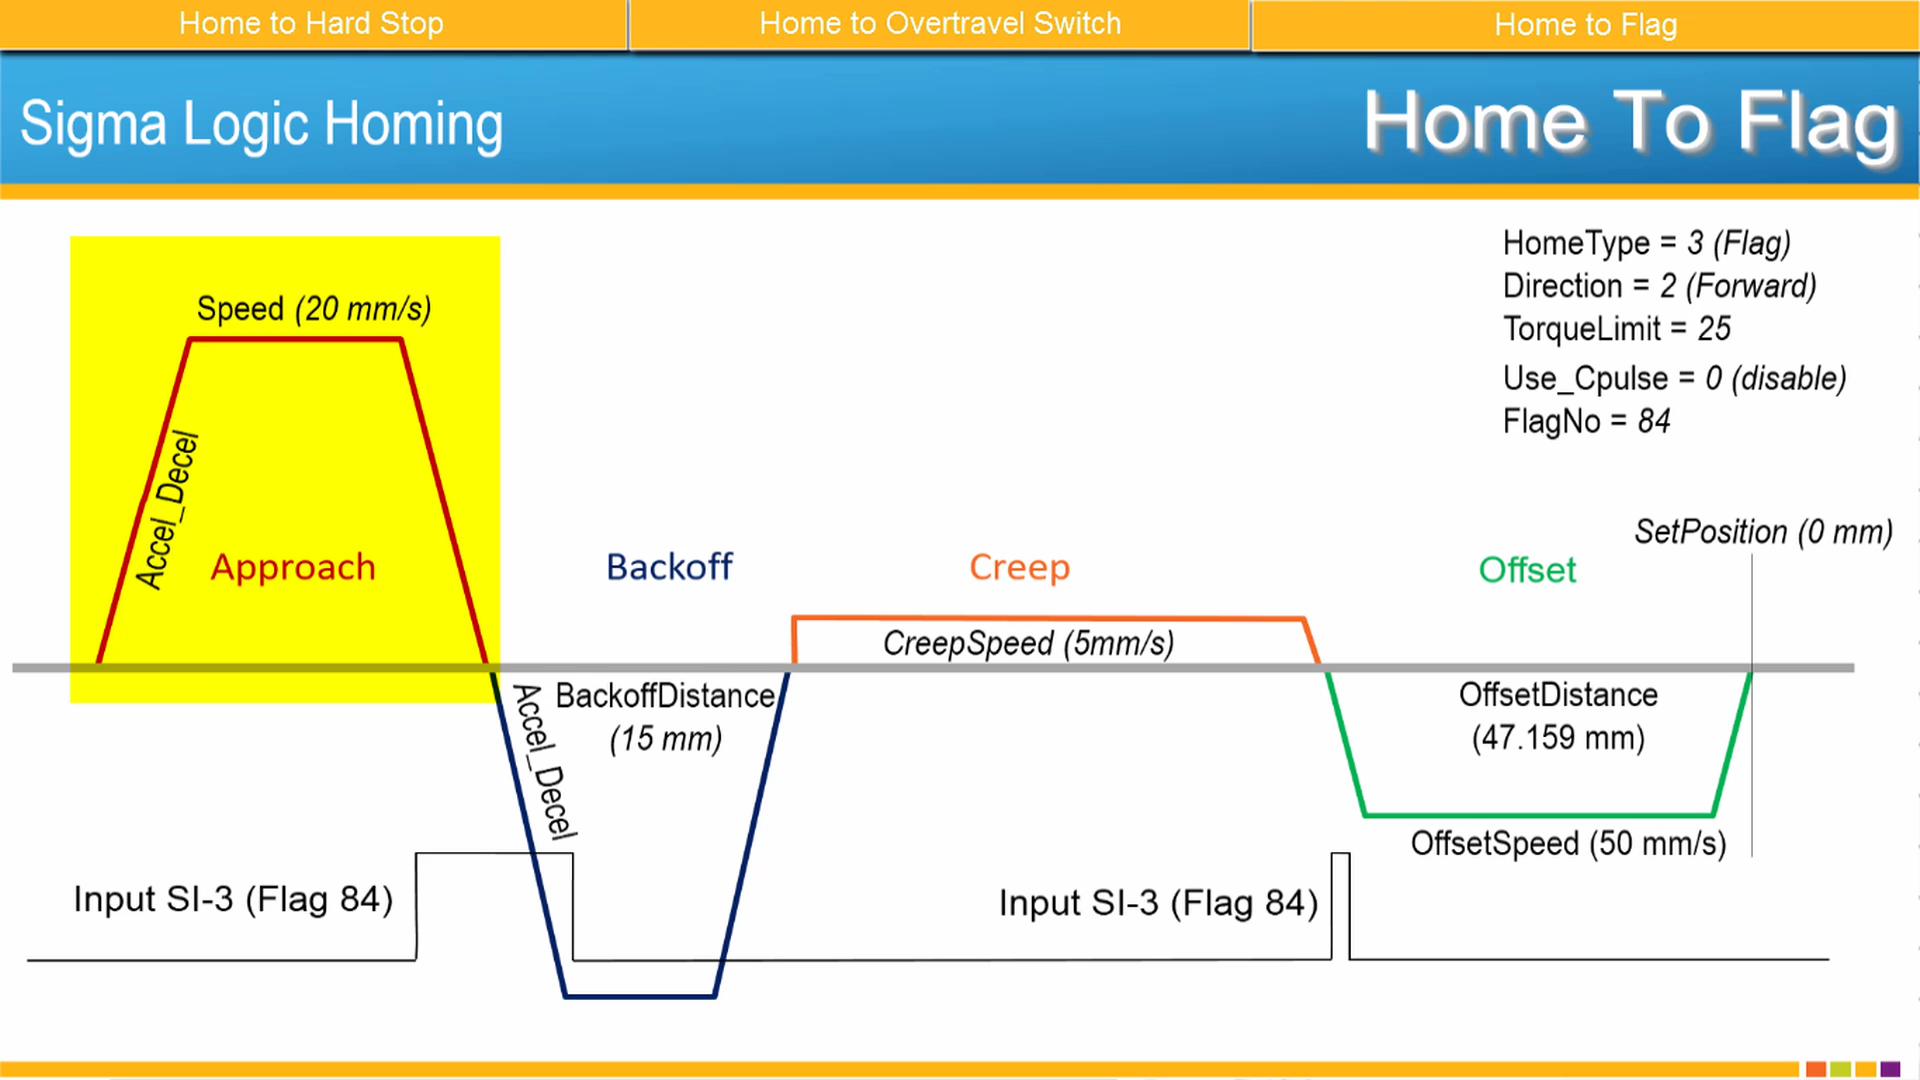 Home to Hard Stop
Home to Overtravel Switch
Home to Flag
Sigma Logic Homing
Home To Flag
HomeType = 3 (Flag)
Direction = 2 (Forward)
TorqueLimit = 25
Use_Cpulse = 0 (disable)
FlagNo = 84
Speed (20 mm/s)
Accel_Decel
Approach
Backoff
Creep
Offset
SetPosition (0 mm)
CreepSpeed (5mm/s)
Accel_Decel
BackoffDistance
(15 mm)
OffsetDistance
(47.159 mm)
OffsetSpeed (50 mm/s)
Input SI-3 (Flag 84)
Input SI-3 (Flag 84)